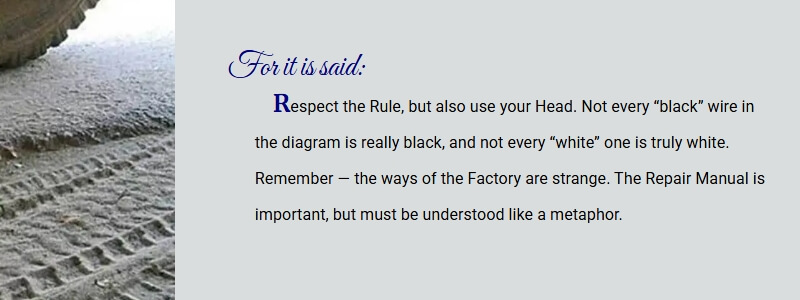 For it is said:
Respect the Rule, but also use your Head. Not every “black” wire in
the diagram is really black, and not every “white” one is truly white.
Remember — the ways of the Factory are strange. The Repair Manual is
important, but must be understood like a metaphor.